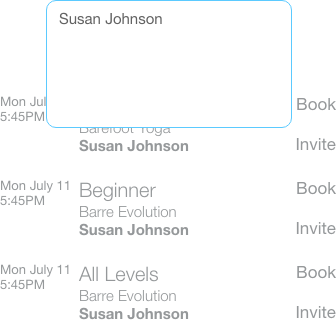 Susan Johnson
Mon Jul
5:45PM
Book
Barefoot Yoga
Susan Johnson
Invite
Mon July 11
5:45PM
Beginner
Barre Evolution
Susan Johnson
Book
Invite
Mon July 11
5:45PM
All Levels
Barre Evolution
Susan Johnson
Book
Invite